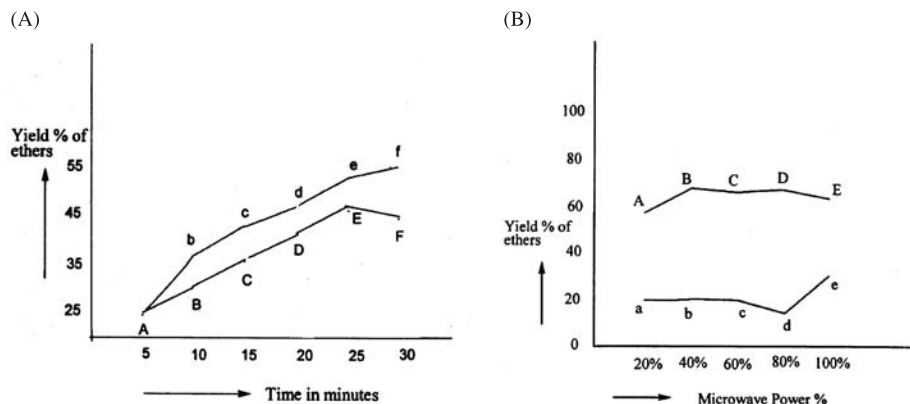 (A)
Yield % of
ethers
55
45
35
25
b
c
d
e
f
A
B
C
D
E
F
5 10 15 20 25 30
Time in minutes
(B)
100
80
60
40
20
0
Yield % of
ethers
A B C D E
a b c d e
20% 40% 60% 80% 100%
Microwave Power %